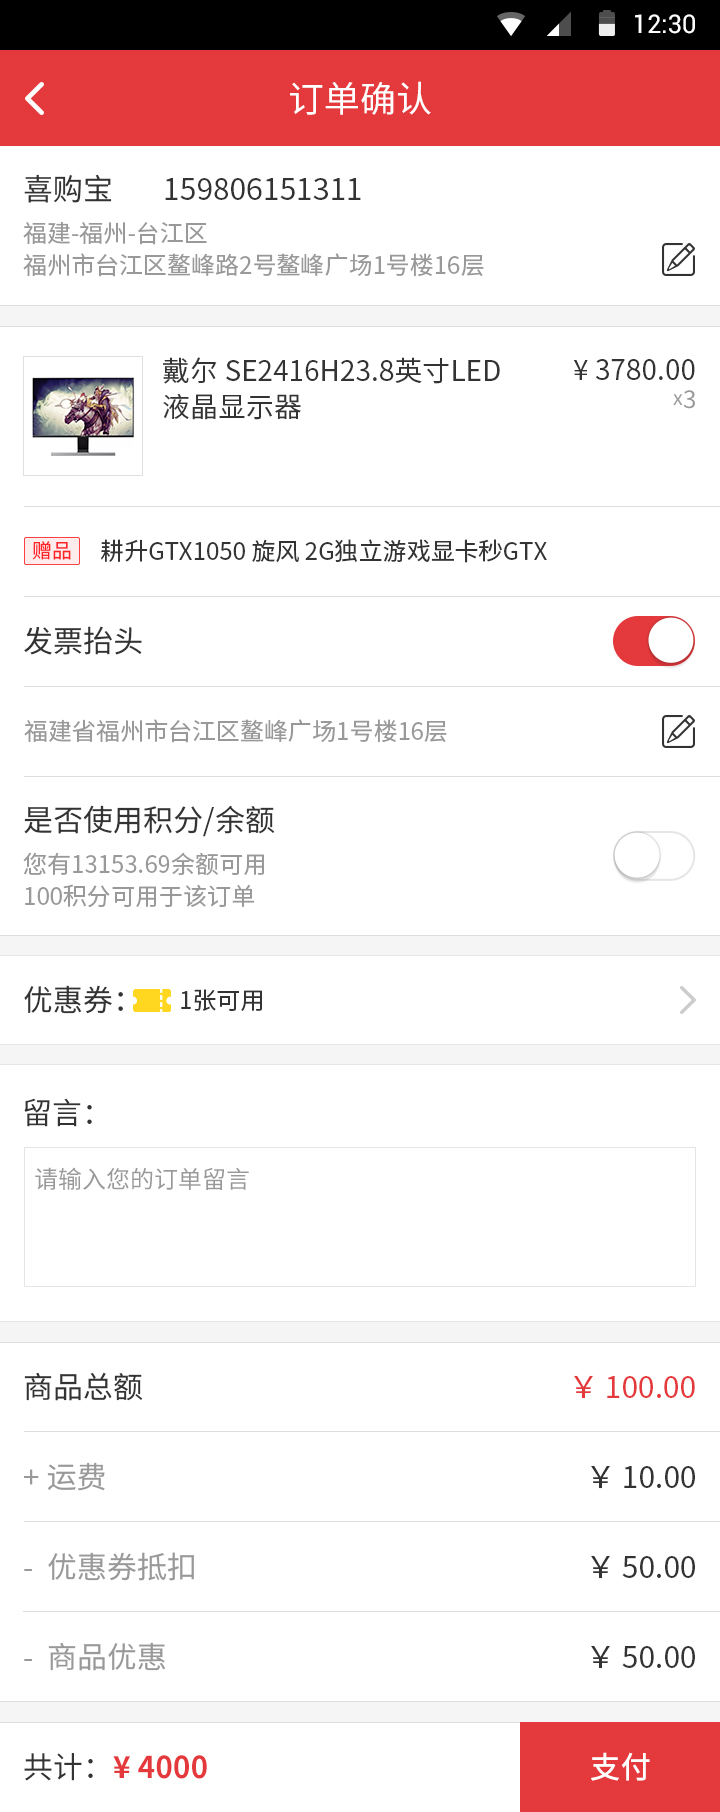 12:30
订单确认
喜购宝 159806151311
福建-福州-台江区
福州市台江区鳌峰路2号鳌峰广场1号楼16层
戴尔 SE2416H23.8英寸LED ¥ 3780.00
液晶显示器 x3
赠品 耕升GTX1050 旋风 2G独立游戏显卡秒GTX
发票抬头
福建省福州市台江区鳌峰广场1号楼16层
是否使用积分/余额
您有13153.69余额可用
100积分可用于该订单
优惠券： 1张可用
留言：
请输入您的订单留言
商品总额 ¥ 100.00
+ 运费 ¥ 10.00
- 优惠券抵扣 ¥ 50.00
- 商品优惠 ¥ 50.00
共计：¥ 4000 支付